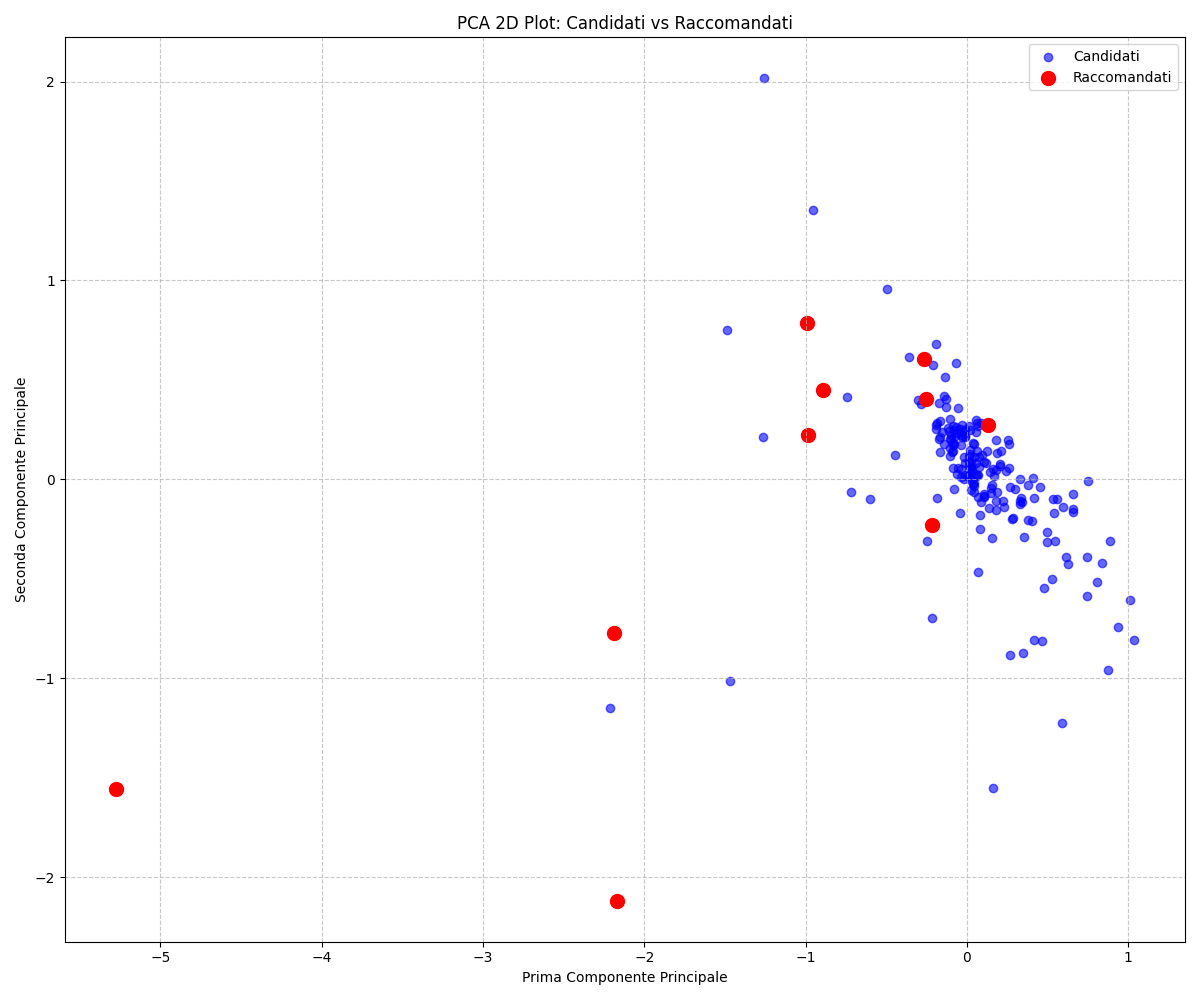 PCA 2D Plot: Candidati vs Raccomandati
Candidati
Raccomandati
2
1
0
−1
−2
Seconda Componente Principale
−5
−4
−3
−2
−1
0
1
Prima Componente Principale